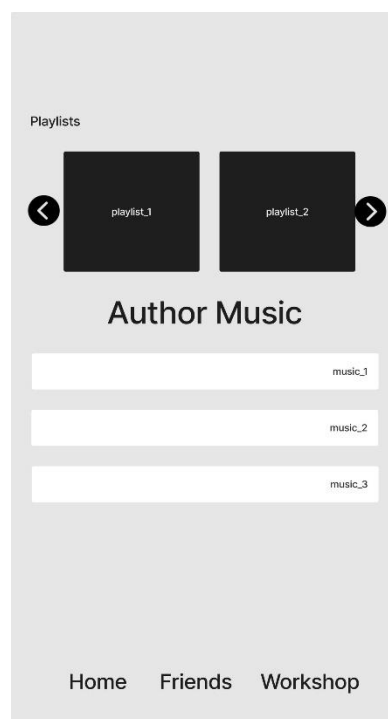 Playlists
playlist_1 playlist_2
Author Music
music_1
music_2
music_3
Home Friends Workshop